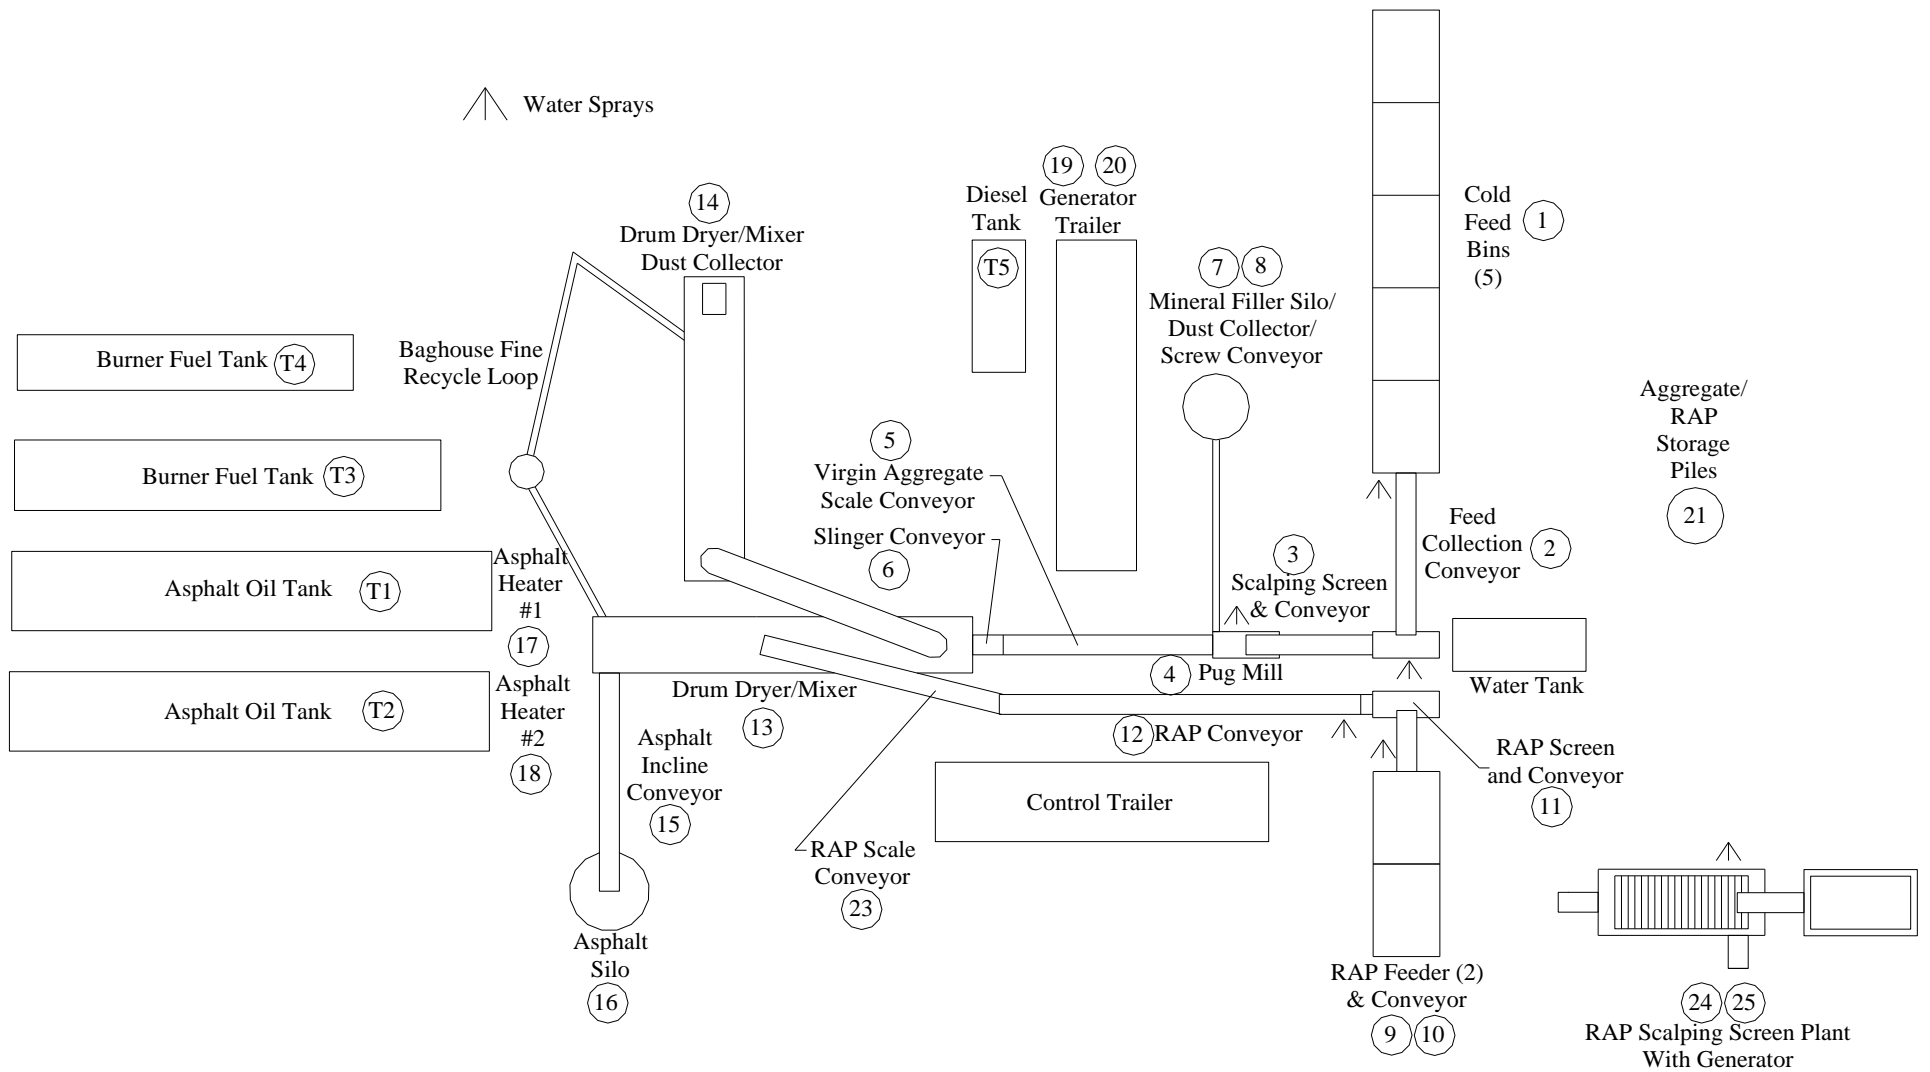 Water Sprays
14
Drum Dryer/Mixer
Dust Collector
Diesel
Tank
T5
19
20
Generator
Trailer
7
8
Mineral Filler Silo/
Dust Collector/
Screw Conveyor
Cold
Feed
Bins
(5)
1
Burner Fuel Tank
T4
Baghouse Fine
Recycle Loop
Aggregate/
RAP
Storage
Piles
21
Burner Fuel Tank
T3
5
Virgin Aggregate
Scale Conveyor
Slinger Conveyor
6
3
Scalping Screen
& Conveyor
Feed
Collection
Conveyor
2
Asphalt Oil Tank
T1
Asphalt
Heater
#1
17
4
Pug Mill
Water Tank
Asphalt Oil Tank
T2
Asphalt
Heater
#2
18
Drum Dryer/Mixer
13
12
RAP Conveyor
RAP Screen
and Conveyor
11
Asphalt
Incline
Conveyor
15
Control Trailer
RAP Scale
Conveyor
23
Asphalt
Silo
16
RAP Feeder (2)
& Conveyor
9
10
24
25
RAP Scalping Screen Plant
With Generator